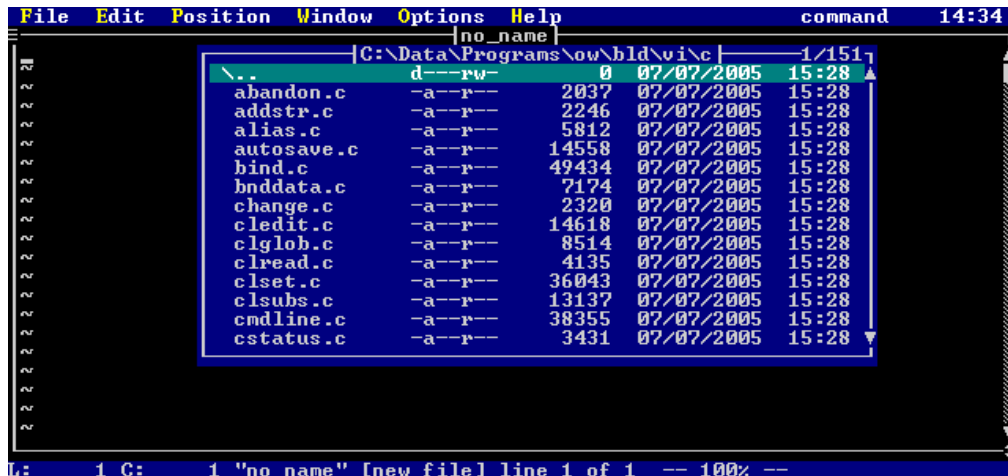 File Edit Position Window Options Help command 14:34
no_name
C:\Data\Programs\ow\bld\vi\c 1/151
\.. d---rw- 0 07/07/2005 15:28
abandon.c -a--r-- 2037 07/07/2005 15:28
addstr.c -a--r-- 2246 07/07/2005 15:28
alias.c -a--r-- 5812 07/07/2005 15:28
autosave.c -a--r-- 14558 07/07/2005 15:28
bind.c -a--r-- 49434 07/07/2005 15:28
bnddata.c -a--r-- 7174 07/07/2005 15:28
change.c -a--r-- 2320 07/07/2005 15:28
cledit.c -a--r-- 14618 07/07/2005 15:28
clglob.c -a--r-- 8514 07/07/2005 15:28
clread.c -a--r-- 4135 07/07/2005 15:28
clset.c -a--r-- 36043 07/07/2005 15:28
clsubs.c -a--r-- 13137 07/07/2005 15:28
cmdline.c -a--r-- 38355 07/07/2005 15:28
cstatus.c -a--r-- 3431 07/07/2005 15:28
L: 1 C: 1 "no_name" [new file] line 1 of 1 -- 100% --